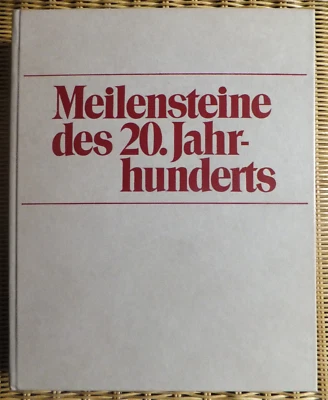 Meilensteine
des 20. Jahr-
hunderts